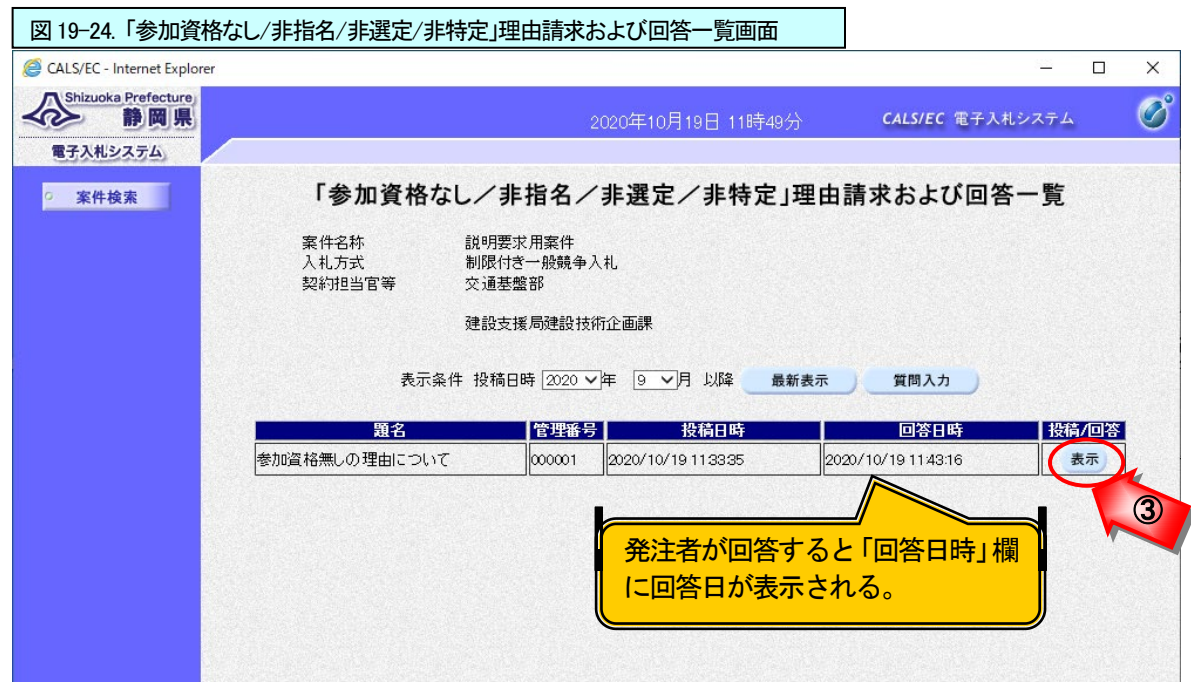 図 19-24.「参加資格なし/非指名/非選定/非特定」理由請求および回答一覧画面
CALS/EC - Internet Explorer
Shizuoka Prefecture
静岡県
電子入札システム
2020年10月19日 11時49分
CALS/EC 電子入札システム
案件検索
「参加資格なし／非指名／非選定／非特定」理由請求および回答一覧
案件名称 説明要求用案件
入札方式 制限付き一般競争入札
契約担当官等 交通基盤部
建設支援局建設技術企画課
表示条件 投稿日時 2020 年 9 月 以降 最新表示 質問入力
題名 管理番号 投稿日時 回答日時 投稿/回答
参加資格無しの理由について 000001 2020/10/19 11:33:35 2020/10/19 11:43:16 表示
③
発注者が回答すると「回答日時」欄
に回答日が表示される。